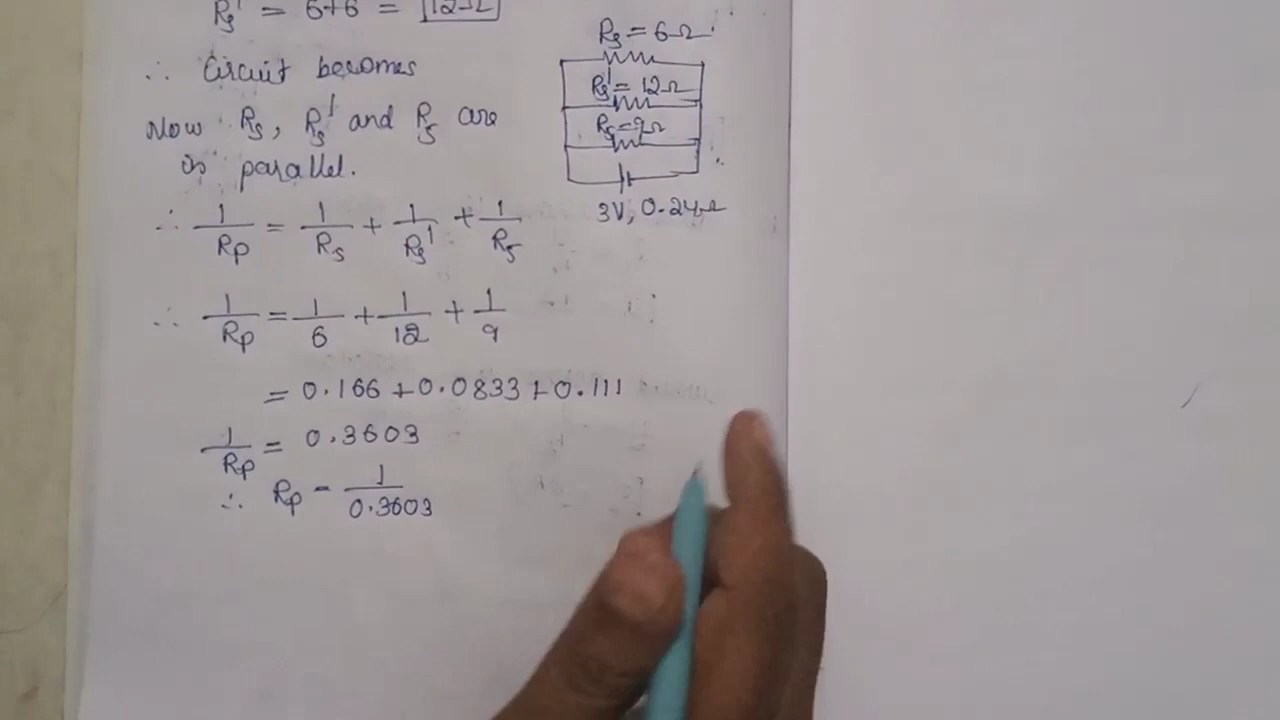 Rs' = 6+6 = 12Ω
∴ Circuit becomes
Now Rs, Rs' and R5 are
in parallel.
Rs = 6Ω
Rs' = 12Ω
R5 = 9Ω
3V, 0.24Ω
∴ 1/Rp = 1/Rs + 1/Rs' + 1/R5
∴ 1/Rp = 1/6 + 1/12 + 1/9
= 0.166 + 0.0833 + 0.111
1/Rp = 0.3603
∴ Rp = 1/0.3603